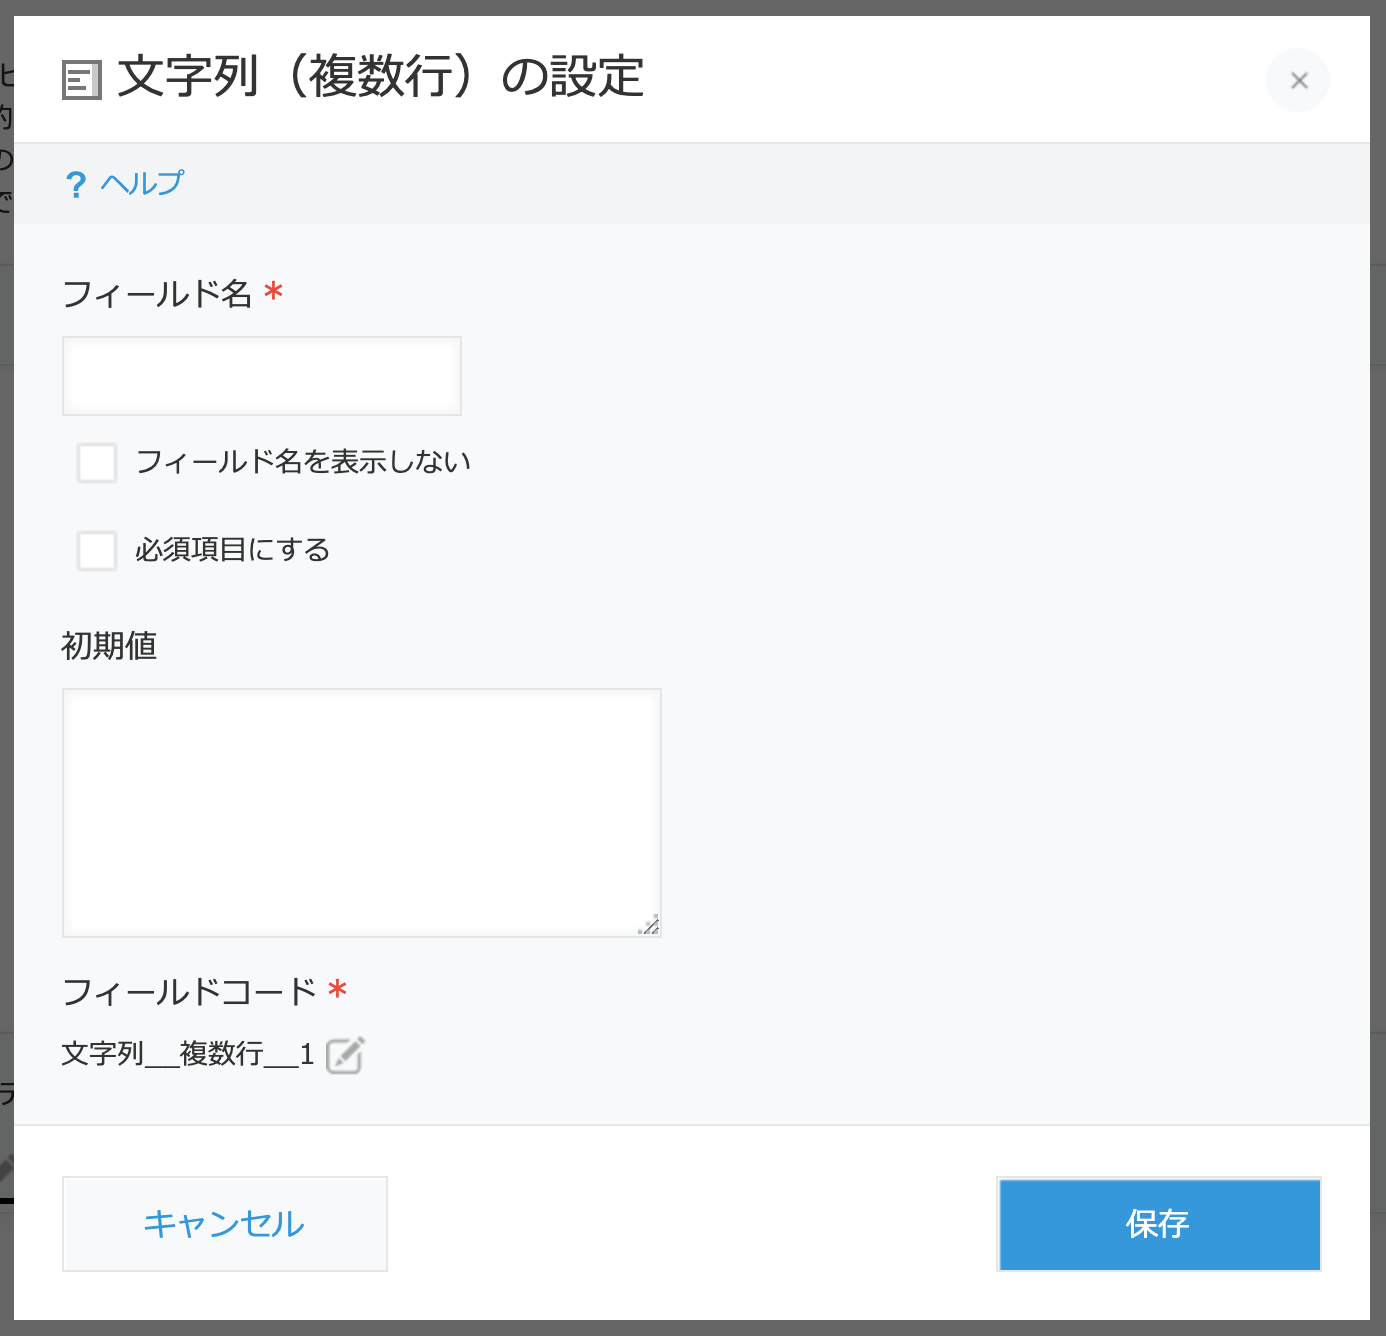 文字列（複数行）の設定
×
? ヘルプ
フィールド名 *
フィールド名を表示しない
必須項目にする
初期値
フィールドコード *
文字列__複数行__1
キャンセル
保存